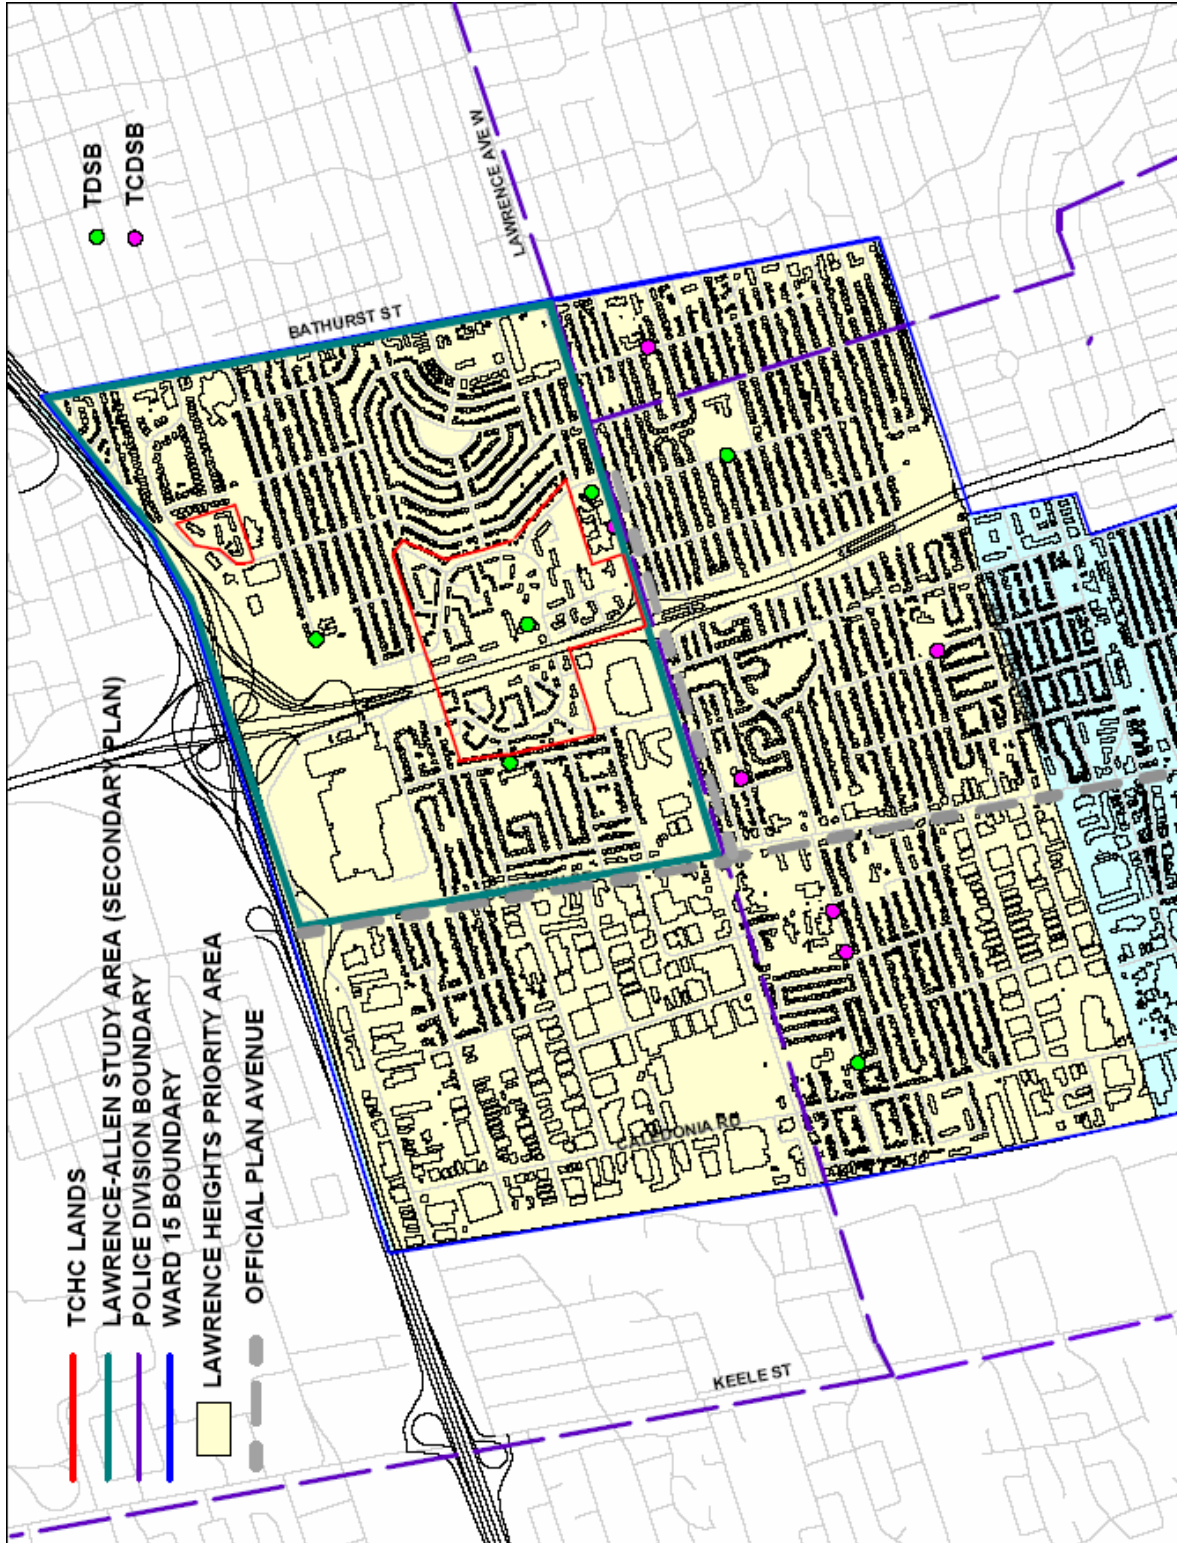 TCHC LANDS
LAWRENCE-ALLEN STUDY AREA (SECONDARY PLAN)
POLICE DIVISION BOUNDARY
WARD 15 BOUNDARY
LAWRENCE HEIGHTS PRIORITY AREA
OFFICIAL PLAN AVENUE
TDSB
TCDSB
BATHURST ST
LAWRENCE AVE W
CALEDONIA RD
KEELE ST